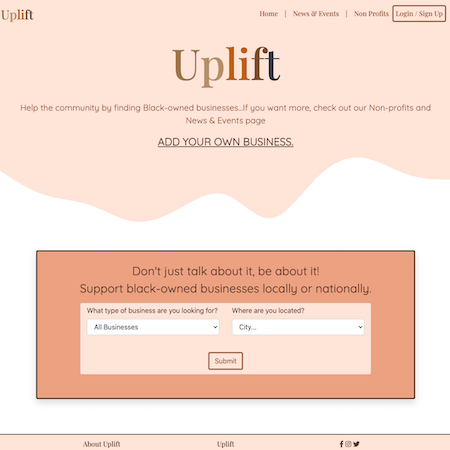 Uplift Home | News & Events | Non Profits Login / Sign Up
Uplift
Help the community by finding Black-owned businesses...If you want more, check out our Non-profits and
News & Events page
ADD YOUR OWN BUSINESS.
Don't just talk about it, be about it!
Support black-owned businesses locally or nationally.
What type of business are you looking for? Where are you located?
All Businesses City...
Submit
About Uplift Uplift